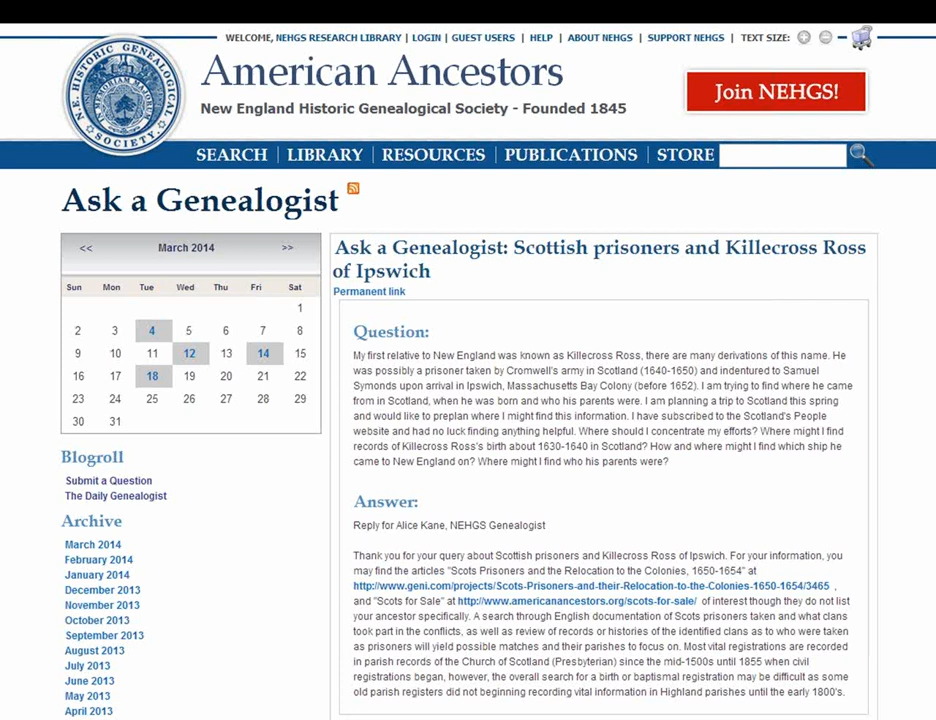 WELCOME, NEHGS RESEARCH LIBRARY | LOGIN | GUEST USERS | HELP | ABOUT NEHGS | SUPPORT NEHGS | TEXT SIZE:
N.E. HISTORIC GENEALOGICAL SOCIETY
American Ancestors
New England Historic Genealogical Society - Founded 1845
Join NEHGS!
SEARCH | LIBRARY | RESOURCES | PUBLICATIONS | STORE
Ask a Genealogist
<< March 2014 >>
Sun Mon Tue Wed Thu Fri Sat
1
2 3 4 5 6 7 8
9 10 11 12 13 14 15
16 17 18 19 20 21 22
23 24 25 26 27 28 29
30 31
Blogroll
Submit a Question
The Daily Genealogist
Archive
March 2014
February 2014
January 2014
December 2013
November 2013
October 2013
September 2013
August 2013
July 2013
June 2013
May 2013
April 2013
Ask a Genealogist: Scottish prisoners and Killecross Ross
of Ipswich
Permanent link
Question:
My first relative to New England was known as Killecross Ross, there are many derivations of this name. He
was possibly a prisoner taken by Cromwell's army in Scotland (1640-1650) and indentured to Samuel
Symonds upon arrival in Ipswich, Massachusetts Bay Colony (before 1652). I am trying to find where he came
from in Scotland, when he was born and who his parents were. I am planning a trip to Scotland this spring
and would like to preplan where I might find this information. I have subscribed to the Scotland's People
website and had no luck finding anything helpful. Where should I concentrate my efforts? Where might I find
records of Killecross Ross's birth about 1630-1640 in Scotland? How and where might I find which ship he
came to New England on? Where might I find who his parents were?
Answer:
Reply for Alice Kane, NEHGS Genealogist
Thank you for your query about Scottish prisoners and Killecross Ross of Ipswich. For your information, you
may find the articles "Scots Prisoners and the Relocation to the Colonies, 1650-1654" at
http://www.geni.com/projects/Scots-Prisoners-and-their-Relocation-to-the-Colonies-1650-1654/3465 ,
and "Scots for Sale" at http://www.americanancestors.org/scots-for-sale/ of interest though they do not list
your ancestor specifically. A search through English documentation of Scots prisoners taken and what clans
took part in the conflicts, as well as review of records or histories of the identified clans as to who were taken
as prisoners will yield possible matches and their parishes to focus on. Most vital registrations are recorded
in parish records of the Church of Scotland (Presbyterian) since the mid-1500s until 1855 when civil
registrations began, however, the overall search for a birth or baptismal registration may be difficult as some
old parish registers did not beginning recording vital information in Highland parishes until the early 1800's.